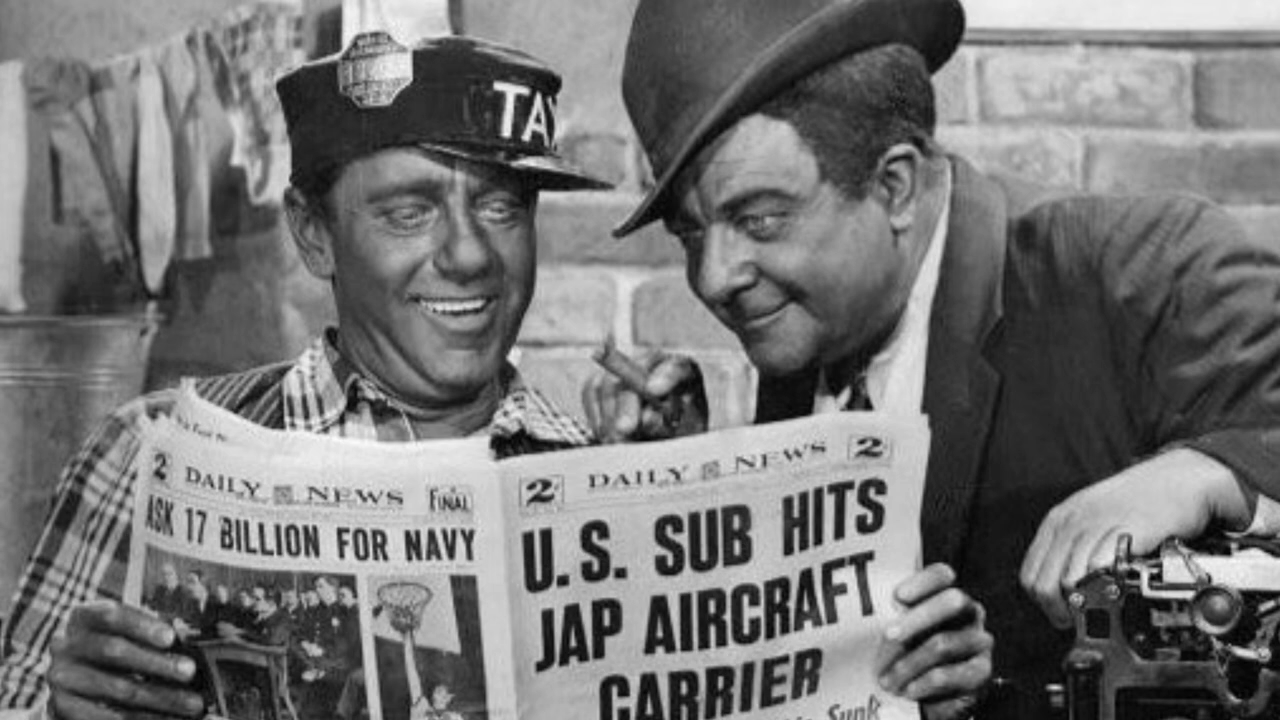 TAX
2 DAILY NEWS FINAL
ASK 17 BILLION FOR NAVY
2 DAILY NEWS 2
U.S. SUB HITS
JAP AIRCRAFT
CARRIER
Sunk